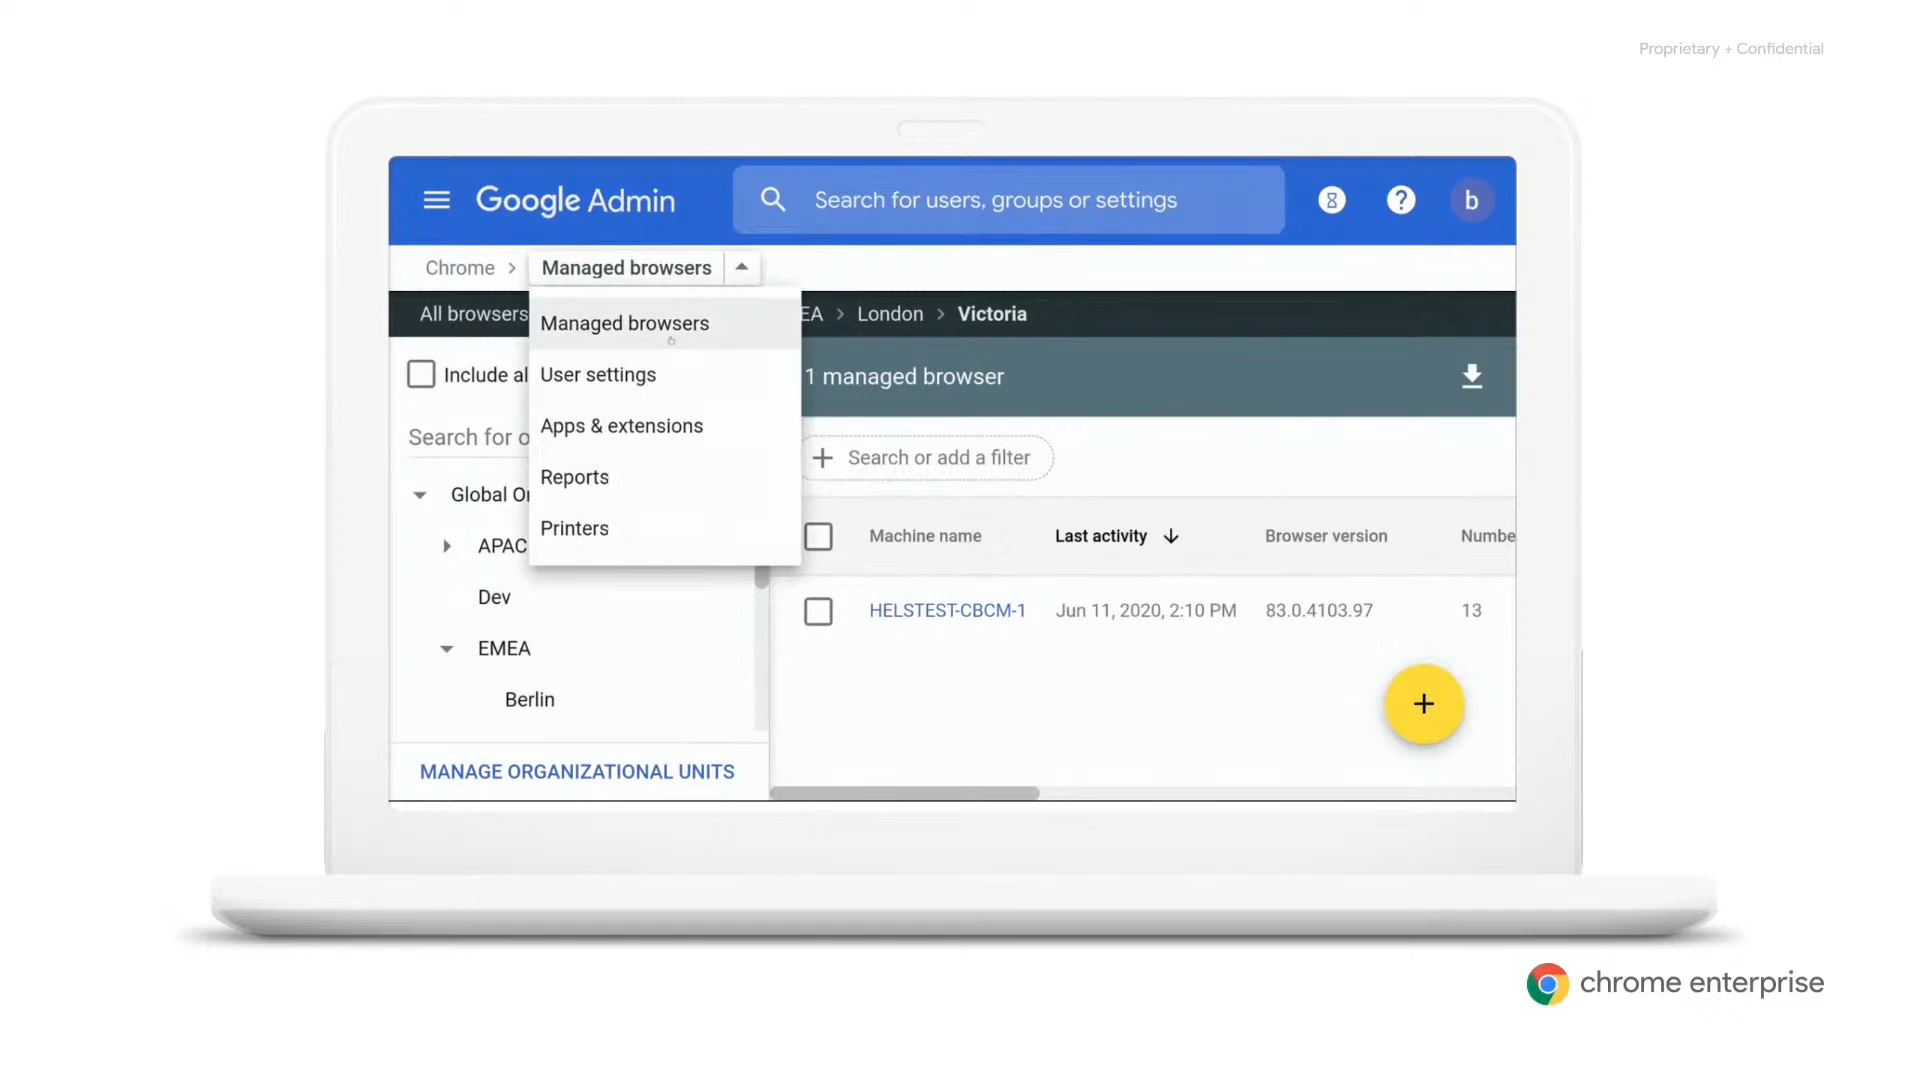 Proprietary + Confidential
Google Admin
Search for users, groups or settings
?
b
Chrome > Managed browsers
All browsers
EA > London > Victoria
Managed browsers
User settings
Apps & extensions
Reports
Printers
Include al
1 managed browser
Search for o
+ Search or add a filter
Global Or
APAC
Dev
EMEA
Berlin
MANAGE ORGANIZATIONAL UNITS
Machine name Last activity Browser version Numbe
HELSTEST-CBCM-1 Jun 11, 2020, 2:10 PM 83.0.4103.97 13
+
chrome enterprise